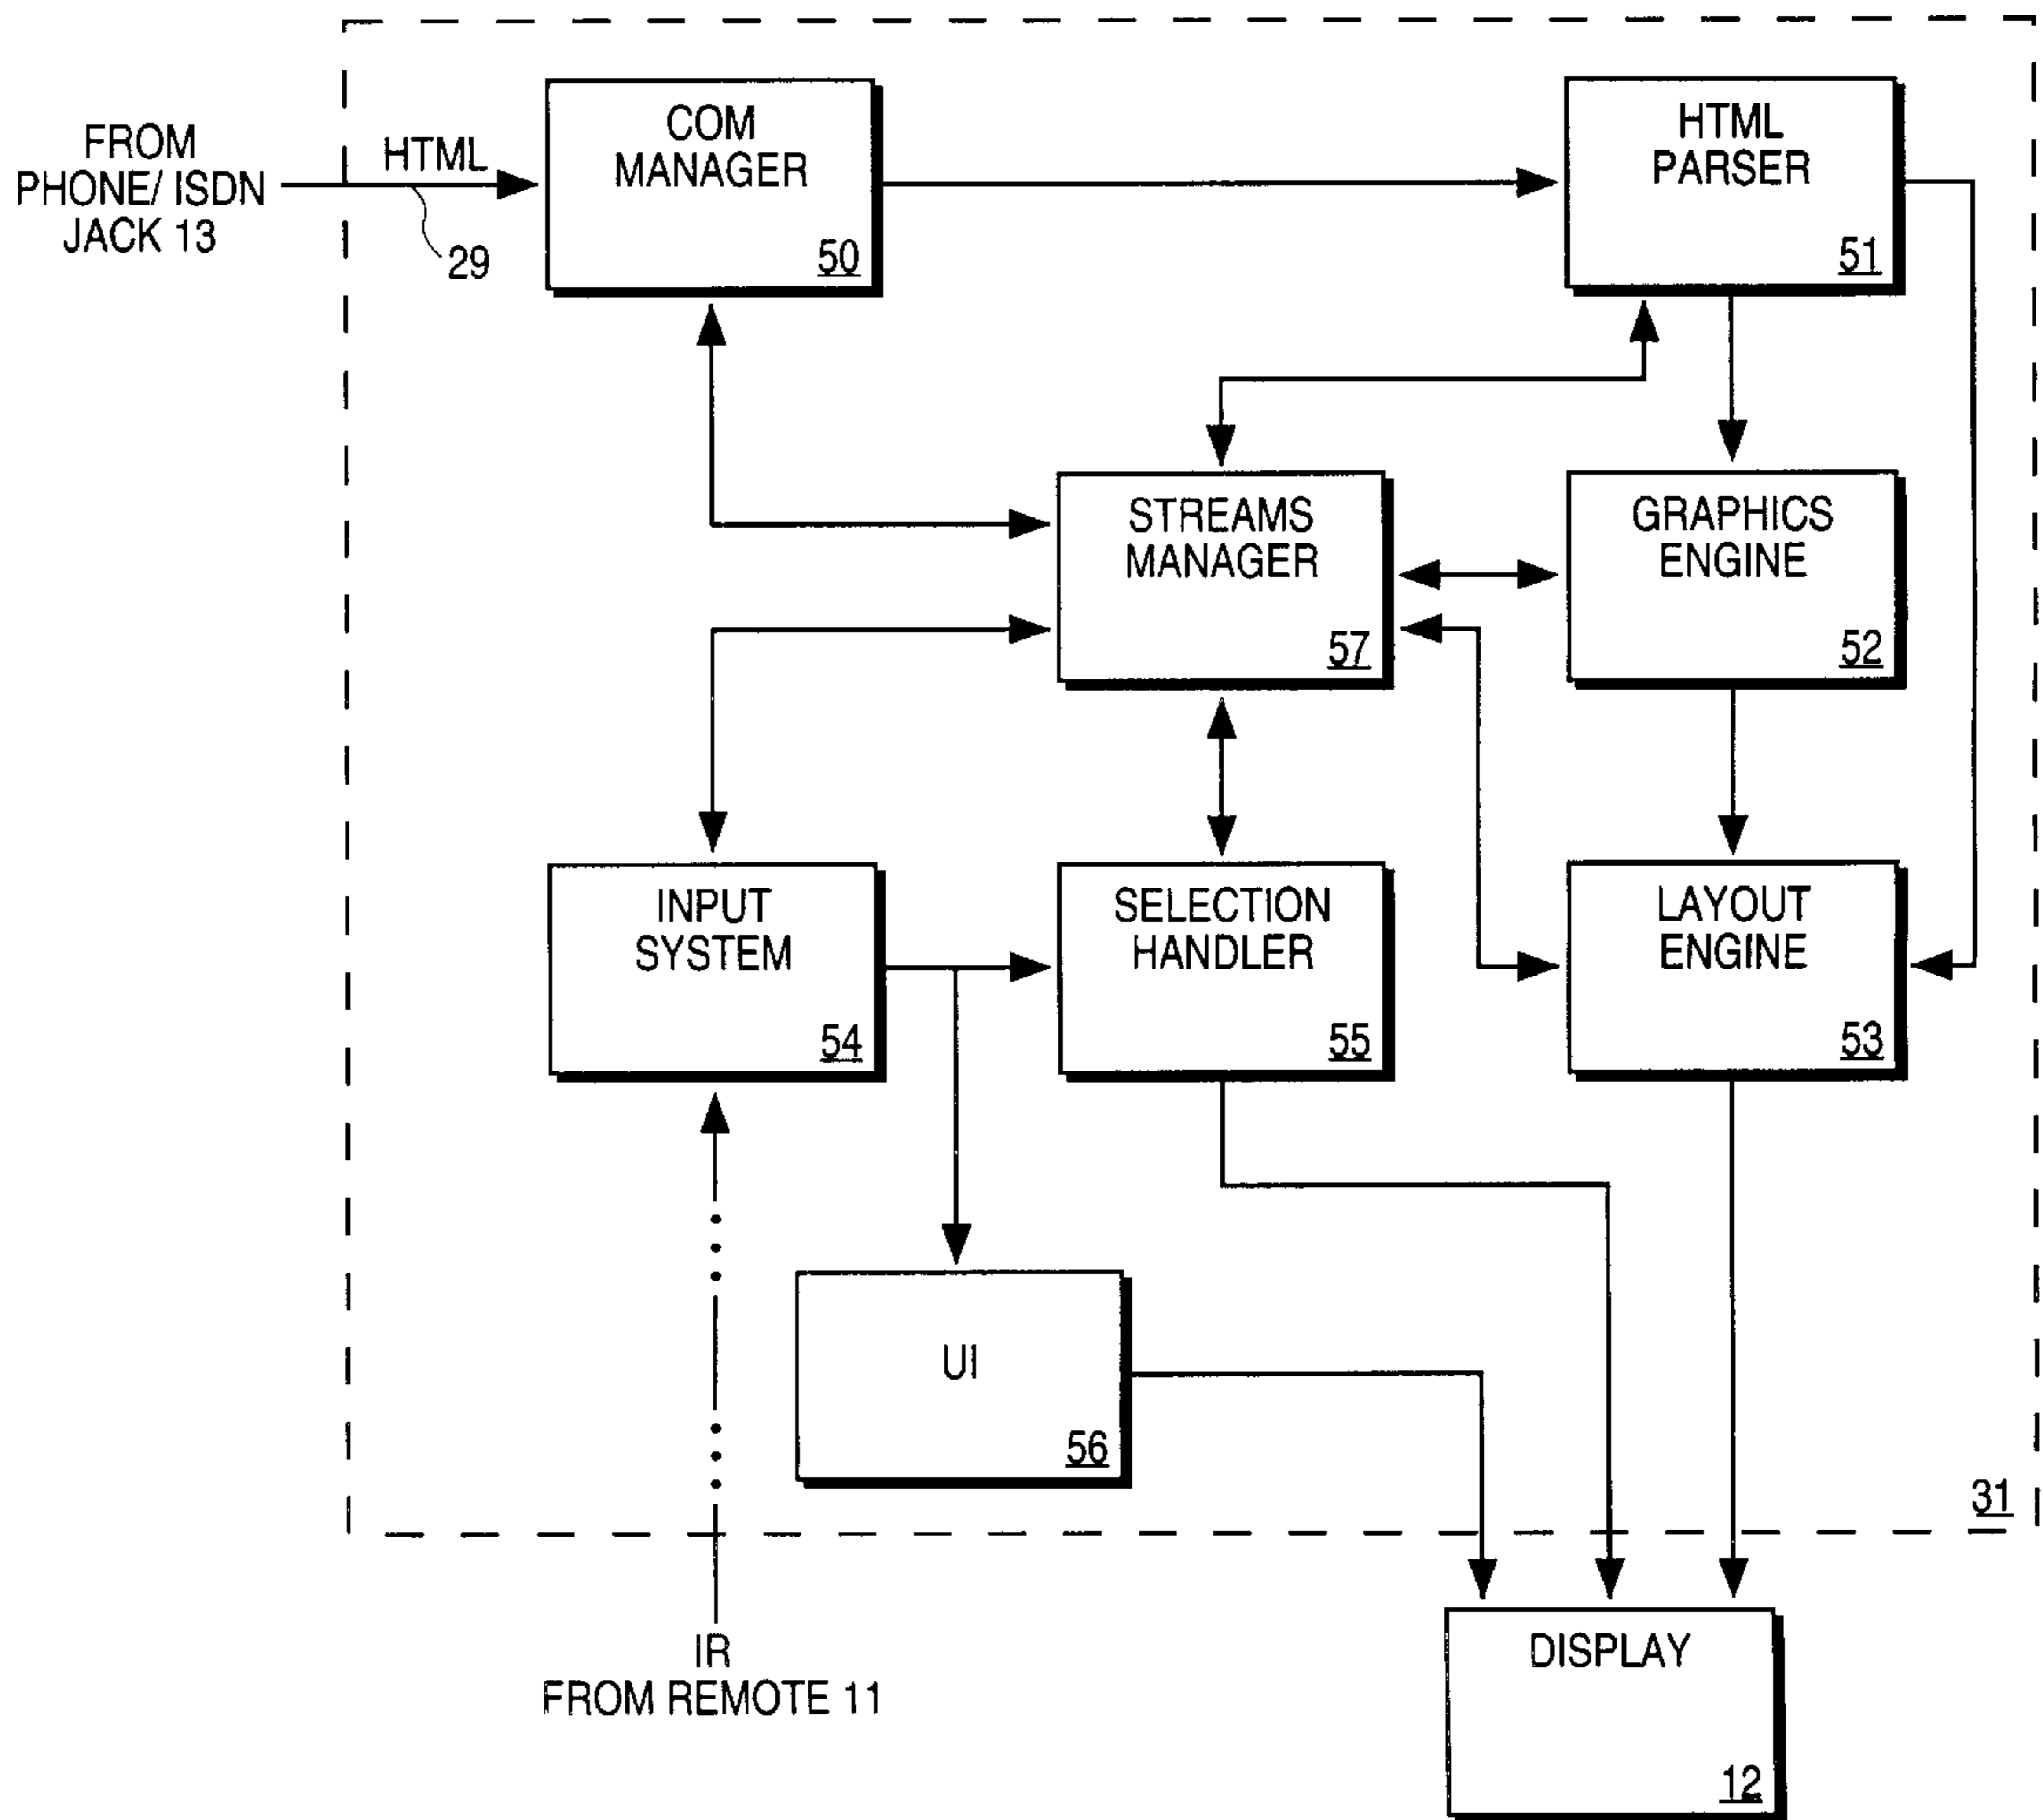 FROM
PHONE/ ISDN
JACK 13
HTML
29
COM
MANAGER
50
HTML
PARSER
51
STREAMS
MANAGER
57
GRAPHICS
ENGINE
52
INPUT
SYSTEM
54
SELECTION
HANDLER
55
LAYOUT
ENGINE
53
UI
56
31
IR
FROM REMOTE 11
DISPLAY
12